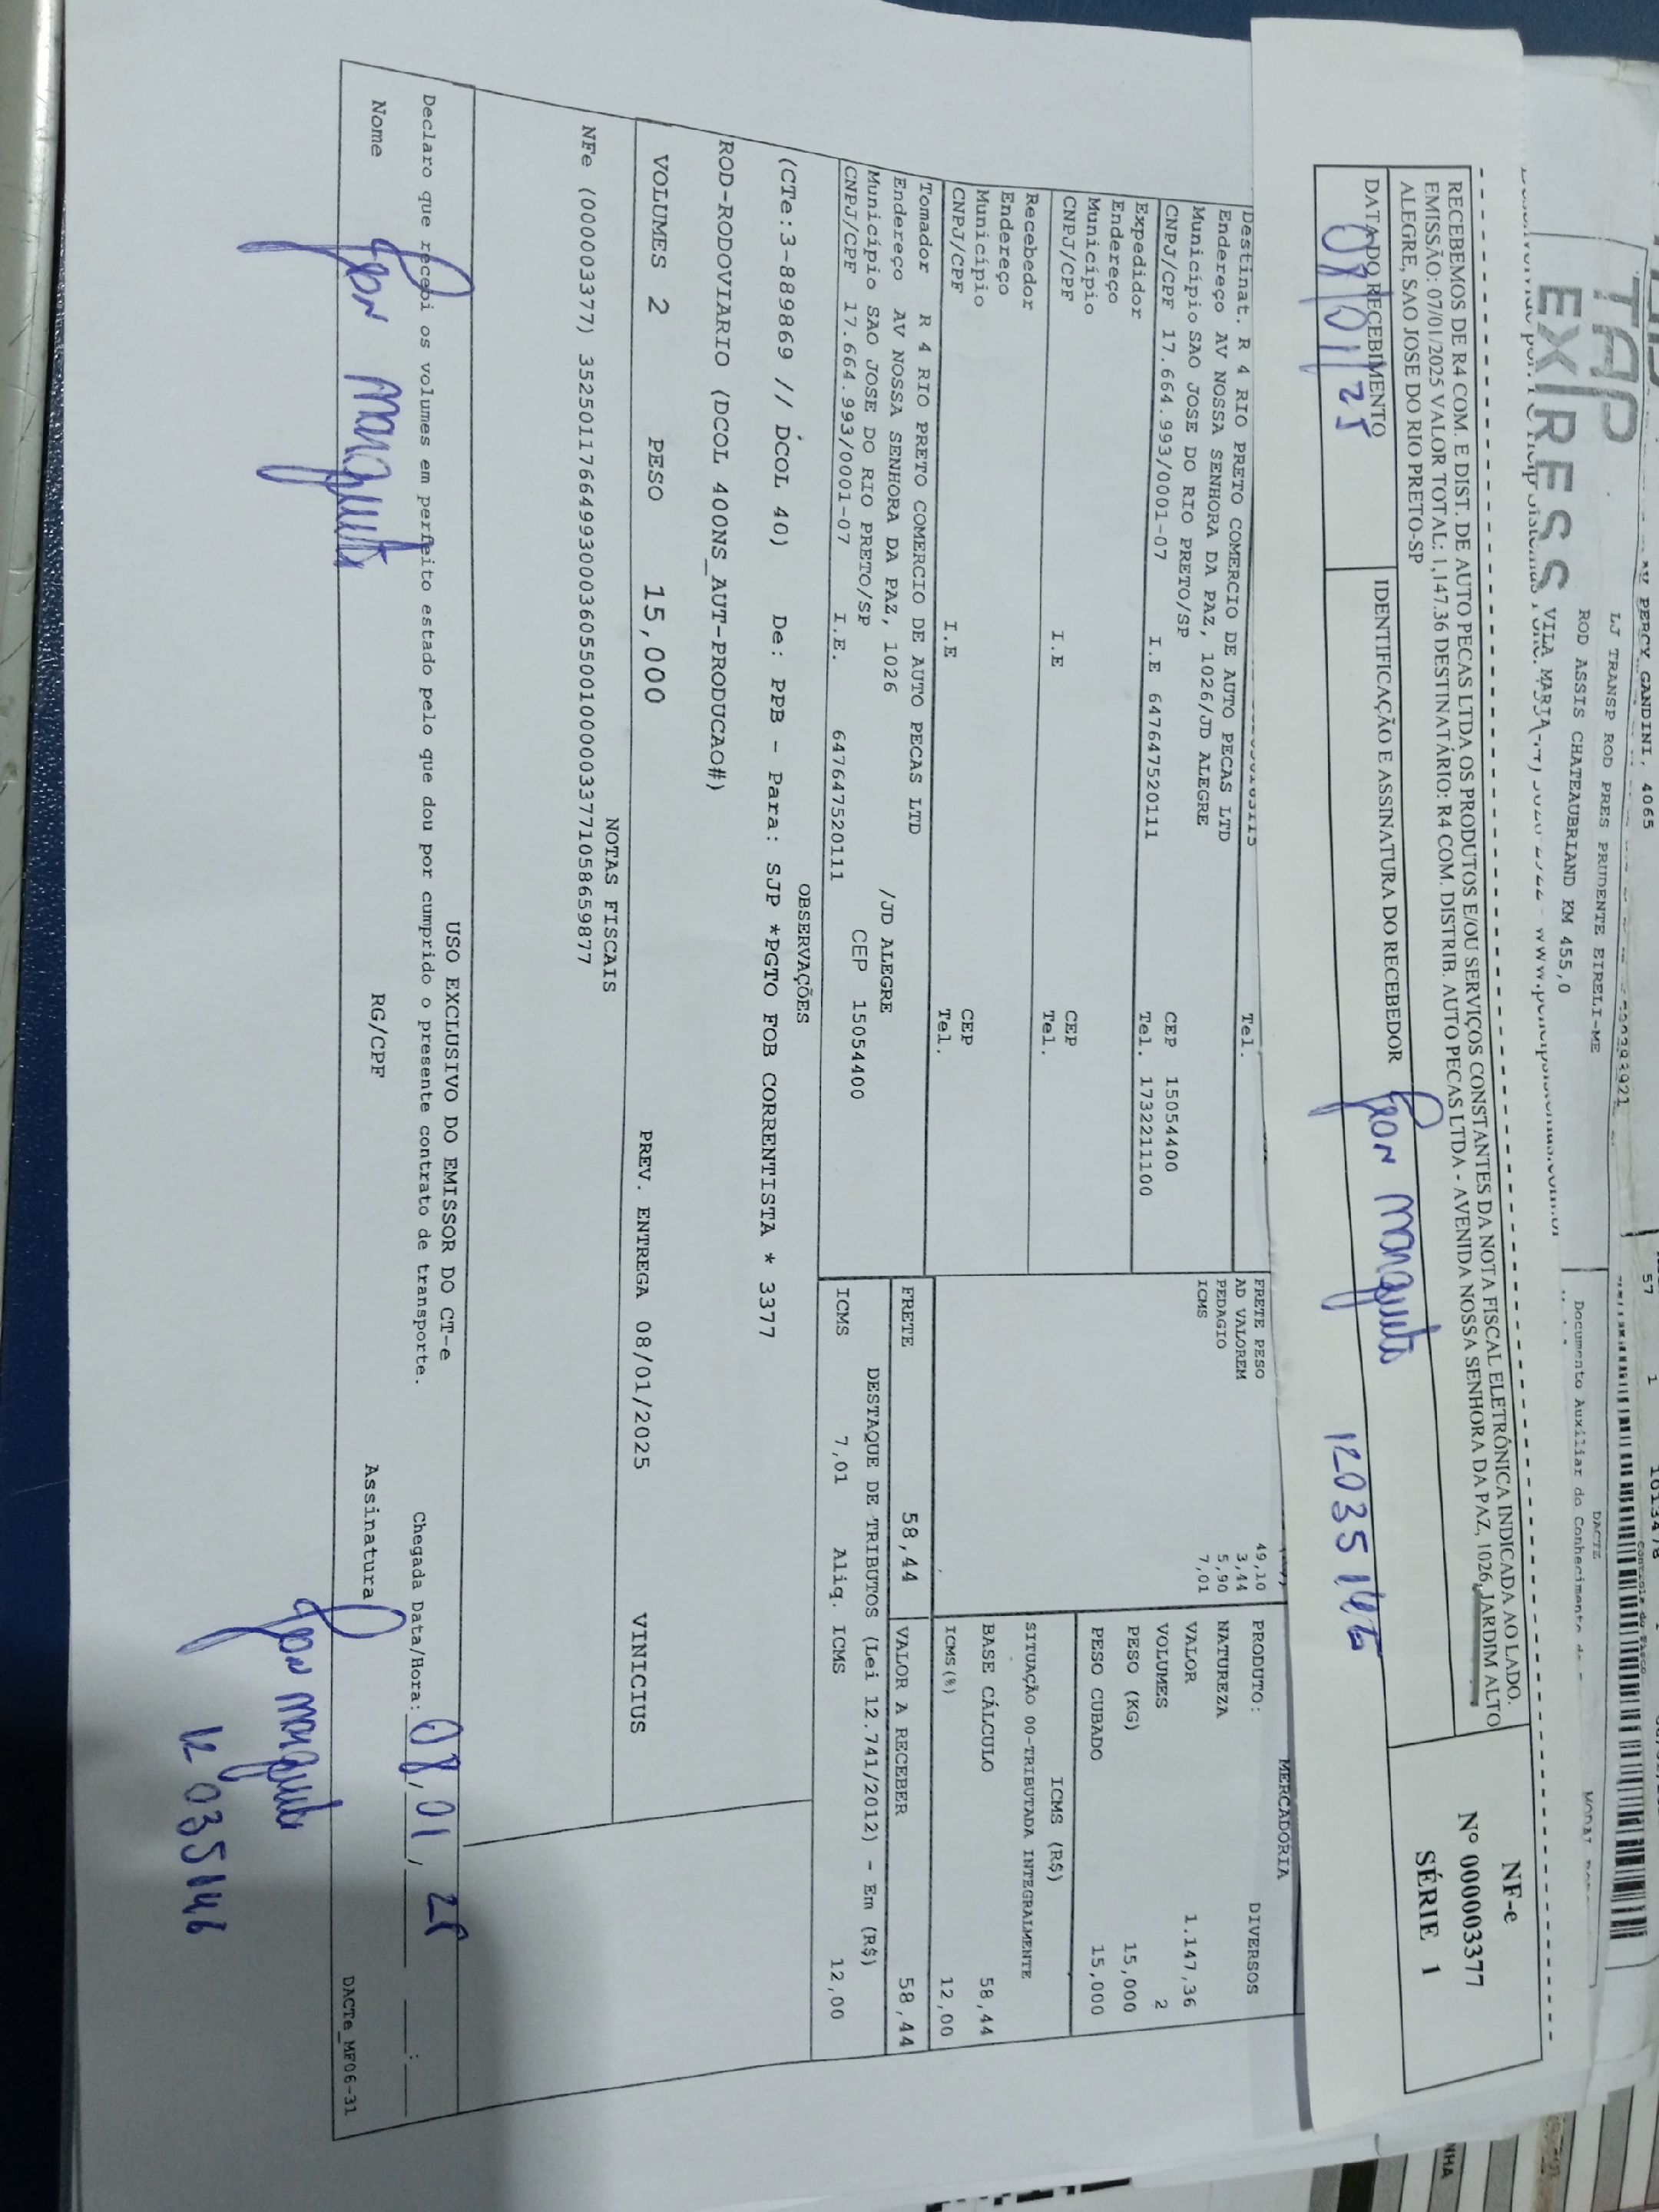 AV PERCY GANDINI, 4065
57 1 1
TAP
EXPRESS
LJ TRANSP ROD PRES PRUDENTE EIRELI-ME
ROD ASSIS CHATEAUBRIAND KM 455,0
VILA MARIA
DACTE
Documento Auxiliar do Conhecimento de
RECEBEMOS DE R4 COM. E DIST. DE AUTO PECAS LTDA OS PRODUTOS E/OU SERVIÇOS CONSTANTES DA NOTA FISCAL ELETRÔNICA INDICADA AO LADO.
EMISSÃO: 07/01/2025 VALOR TOTAL: 1,147.36 DESTINATÁRIO: R4 COM. DISTRIB. AUTO PECAS LTDA - AVENIDA NOSSA SENHORA DA PAZ, 1026, JARDIM ALTO
ALEGRE, SAO JOSE DO RIO PRETO-SP
NF-e
Nº 000003377
SÉRIE 1
DATA DO RECEBIMENTO
08/01/25
IDENTIFICAÇÃO E ASSINATURA DO RECEBEDOR
12035146
Tel.
Destinat. R 4 RIO PRETO COMERCIO DE AUTO PECAS LTD
Endereço AV NOSSA SENHORA DA PAZ, 1026/JD ALEGRE
Município SAO JOSE DO RIO PRETO/SP CEP 15054400
CNPJ/CPF 17.664.993/0001-07 I.E 647647520111 Tel. 1732211100
Expedidor
Endereço
Município CEP
CNPJ/CPF I.E Tel.
Recebedor
Endereço
Município CEP
CNPJ/CPF I.E Tel.
Tomador R 4 RIO PRETO COMERCIO DE AUTO PECAS LTD
Endereço AV NOSSA SENHORA DA PAZ, 1026 /JD ALEGRE
Município SAO JOSE DO RIO PRETO/SP CEP 15054400
CNPJ/CPF 17.664.993/0001-07 I.E. 647647520111
FRETE PESO 49,10
AD VALOREM 3,44
PEDAGIO 5,90
ICMS 7,01
MERCADORIA
PRODUTO: DIVERSOS
NATUREZA
VALOR 1.147,36
VOLUMES 2
PESO (KG) 15,000
PESO CUBADO 15,000
ICMS (R$)
SITUAÇÃO 00-TRIBUTADA INTEGRALMENTE
BASE CÁLCULO 58,44
ICMS(%) 12,00
FRETE 58,44 VALOR A RECEBER 58,44
DESTAQUE DE TRIBUTOS (Lei 12.741/2012) - Em (R$)
ICMS 7,01 Aliq. ICMS 12,00
OBSERVAÇÕES
(CTe:3-889869 // DCOL 40) De: PPB - Para: SJP *PGTO FOB CORRENTISTA * 3377
ROD-RODOVIARIO (DCOL 400NS_AUT-PRODUCAO#)
VOLUMES 2 PESO 15,000 PREV. ENTREGA 08/01/2025 VINICIUS
NOTAS FISCAIS
NFe (000003377) 35250117664993000360550010000033771058659877
USO EXCLUSIVO DO EMISSOR DO CT-e
Declaro que recebi os volumes em perfeito estado pelo que dou por cumprido o presente contrato de transporte. Chegada Data/Hora: 08/01/25
Nome RG/CPF Assinatura
12035146
DACTe_MF06-31